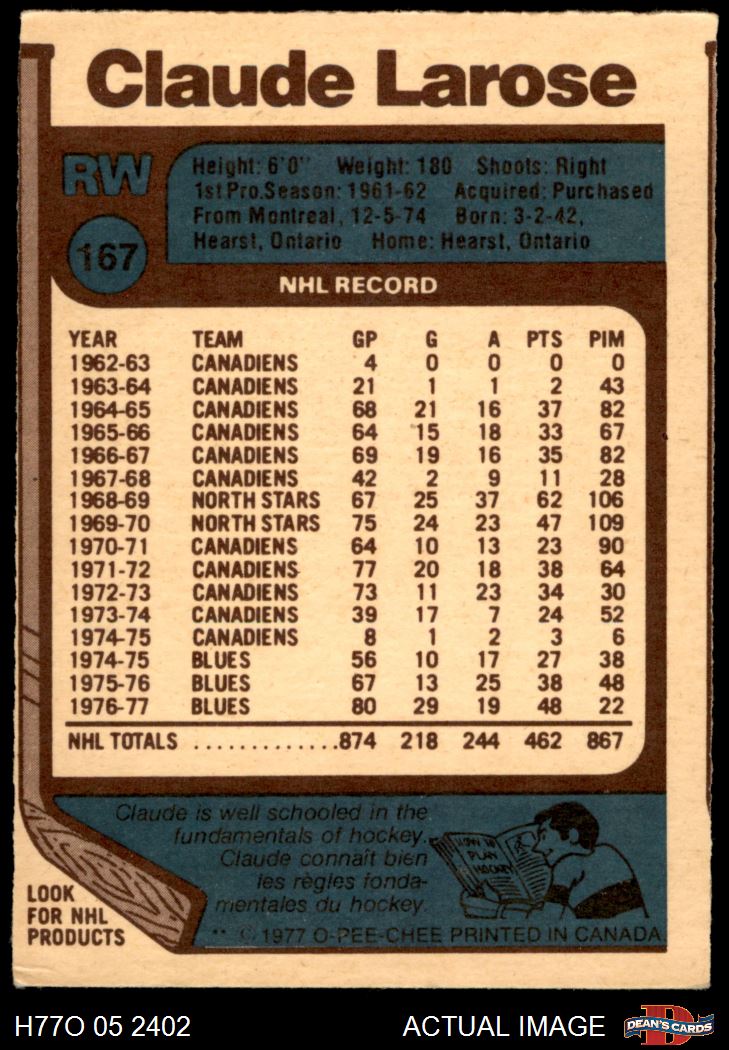 Claude Larose
RW
Height: 6'0" Weight: 180 Shoots: Right
1st Pro.Season: 1961-62 Acquired: Purchased
From Montreal, 12-5-74 Born: 3-2-42,
Hearst, Ontario Home: Hearst, Ontario
167
NHL RECORD
YEAR TEAM GP G A PTS PIM
1962-63 CANADIENS 4 0 0 0 0
1963-64 CANADIENS 21 1 1 2 43
1964-65 CANADIENS 68 21 16 37 82
1965-66 CANADIENS 64 15 18 33 67
1966-67 CANADIENS 69 19 16 35 82
1967-68 CANADIENS 42 2 9 11 28
1968-69 NORTH STARS 67 25 37 62 106
1969-70 NORTH STARS 75 24 23 47 109
1970-71 CANADIENS 64 10 13 23 90
1971-72 CANADIENS 77 20 18 38 64
1972-73 CANADIENS 73 11 23 34 30
1973-74 CANADIENS 39 17 7 24 52
1974-75 CANADIENS 8 1 2 3 6
1974-75 BLUES 56 10 17 27 38
1975-76 BLUES 67 13 25 38 48
1976-77 BLUES 80 29 19 48 22
NHL TOTALS .............874 218 244 462 867
Claude is well schooled in the
fundamentals of hockey.
Claude connaît bien
les règles fonda-
mentales du hockey.
HOW TO
PLAY
HOCKEY
LOOK
FOR NHL
PRODUCTS
** © 1977 O-PEE-CHEE PRINTED IN CANADA
H77O 05 2402 ACTUAL IMAGE
D
DEAN'S CARDS